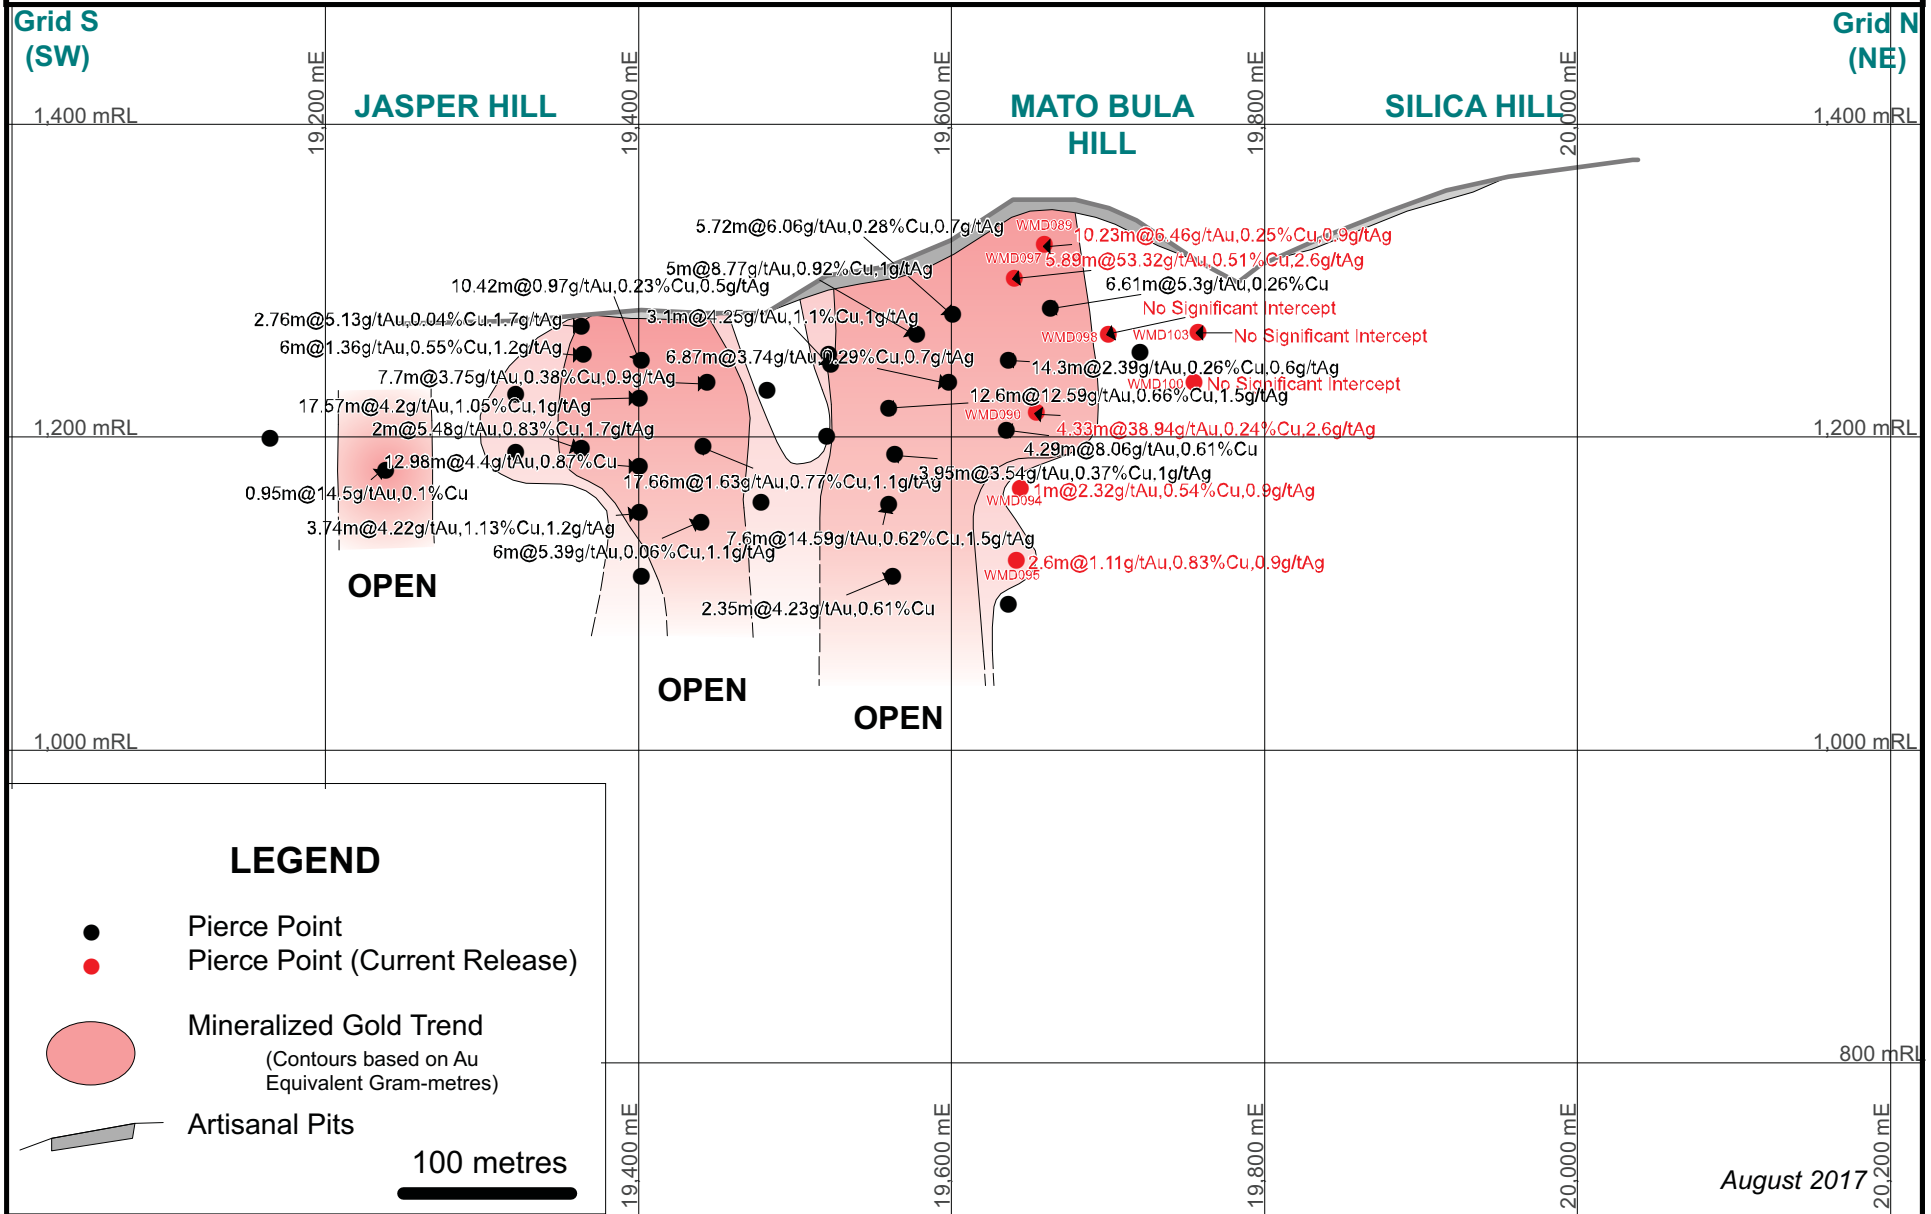 Grid S
(SW)
Grid N
(NE)
19,200 mE
19,400 mE
19,600 mE
19,800 mE
20,000 mE
JASPER HILL
MATO BULA
HILL
SILICA HILL
1,400 mRL
1,400 mRL
5.72m@6.06g/tAu,0.28%Cu,0.7g/tAg
WMD089
10.23m@6.46g/tAu,0.25%Cu,0.9g/tAg
WMD097
5.89m@53.32g/tAu,0.51%Cu,2.6g/tAg
5m@8.77g/tAu,0.92%Cu,1g/tAg
10.42m@0.97g/tAu,0.23%Cu,0.5g/tAg
6.61m@5.3g/tAu,0.26%Cu
No Significant Intercept
2.76m@5.13g/tAu,0.04%Cu,1.7g/tAg
3.1m@4.25g/tAu,1.1%Cu,1g/tAg
WMD098
WMD103
No Significant Intercept
6m@1.36g/tAu,0.55%Cu,1.2g/tAg
6.87m@3.74g/tAu,0.29%Cu,0.7g/tAg
14.3m@2.39g/tAu,0.26%Cu,0.6g/tAg
7.7m@3.75g/tAu,0.38%Cu,0.9g/tAg
WMD100
No Significant Intercept
12.6m@12.59g/tAu,0.66%Cu,1.5g/tAg
17.57m@4.2g/tAu,1.05%Cu,1g/tAg
WMD090
1,200 mRL
2m@5.48g/tAu,0.83%Cu,1.7g/tAg
4.33m@38.94g/tAu,0.24%Cu,2.6g/tAg
1,200 mRL
4.29m@8.06g/tAu,0.61%Cu
12.98m@4.4g/tAu,0.87%Cu
3.95m@3.54g/tAu,0.37%Cu,1g/tAg
17.66m@1.63g/tAu,0.77%Cu,1.1g/tAg
0.95m@14.5g/tAu,0.1%Cu
1m@2.32g/tAu,0.54%Cu,0.9g/tAg
WMD094
3.74m@4.22g/tAu,1.13%Cu,1.2g/tAg
7.6m@14.59g/tAu,0.62%Cu,1.5g/tAg
6m@5.39g/tAu,0.06%Cu,1.1g/tAg
2.6m@1.11g/tAu,0.83%Cu,0.9g/tAg
WMD095
OPEN
2.35m@4.23g/tAu,0.61%Cu
OPEN
OPEN
1,000 mRL
1,000 mRL
LEGEND
Pierce Point
Pierce Point (Current Release)
Mineralized Gold Trend
(Contours based on Au
Equivalent Gram-metres)
Artisanal Pits
100 metres
800 mRL
19,400 mE
19,600 mE
19,800 mE
20,000 mE
20,200 mE
August 2017